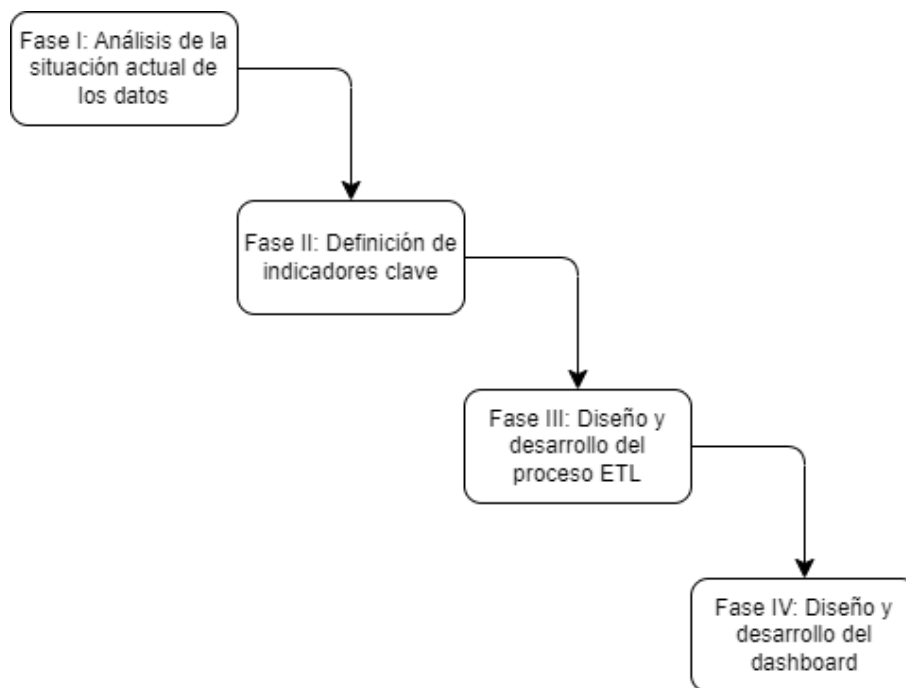 Fase I: Análisis de la
situación actual de
los datos
Fase II: Definición de
indicadores clave
Fase III: Diseño y
desarrollo del
proceso ETL
Fase IV: Diseño y
desarrollo del
dashboard